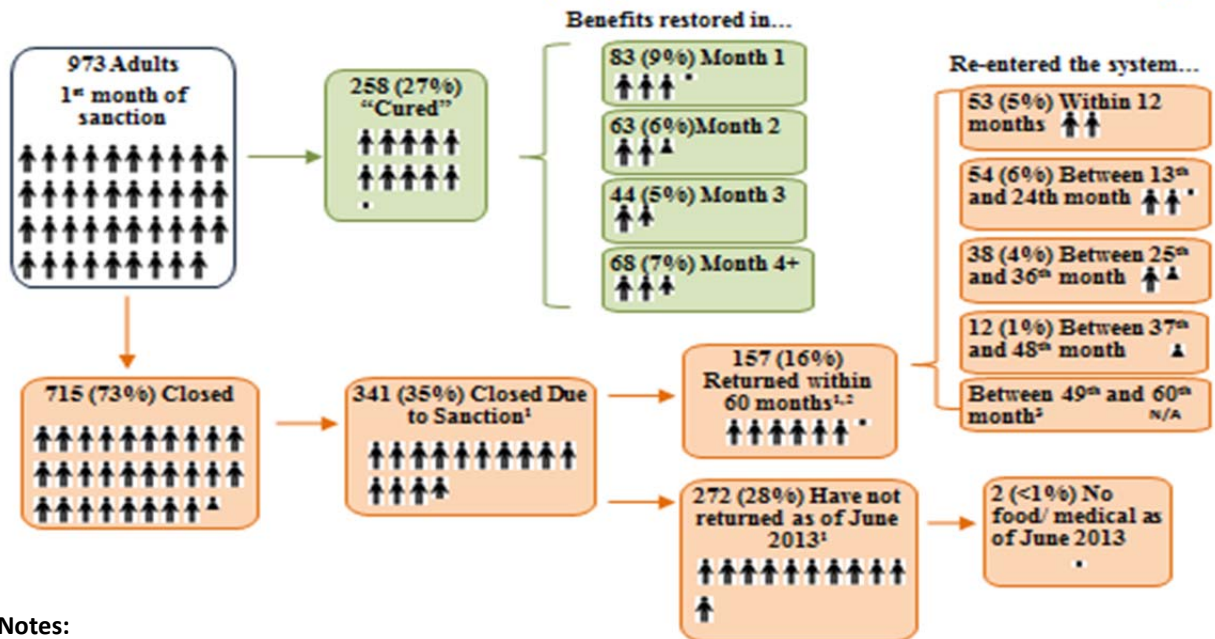 Benefits restored in...
973 Adults
1st month of
sanction
258 (27%)
“Cured”
83 (9%) Month 1
63 (6%)Month 2
44 (5%) Month 3
68 (7%) Month 4+
Re-entered the system...
53 (5%) Within 12
months
54 (6%) Between 13th
and 24th month
38 (4%) Between 25th
and 36th month
12 (1%) Between 37th
and 48th month
Between 49th and 60th
month²
N/A
715 (73%) Closed
341 (35%) Closed Due
to Sanction¹
157 (16%)
Returned within
60 months¹,²
272 (28%) Have not
returned as of June
2013¹
2 (<1%) No
food/ medical as
of June 2013
Notes: